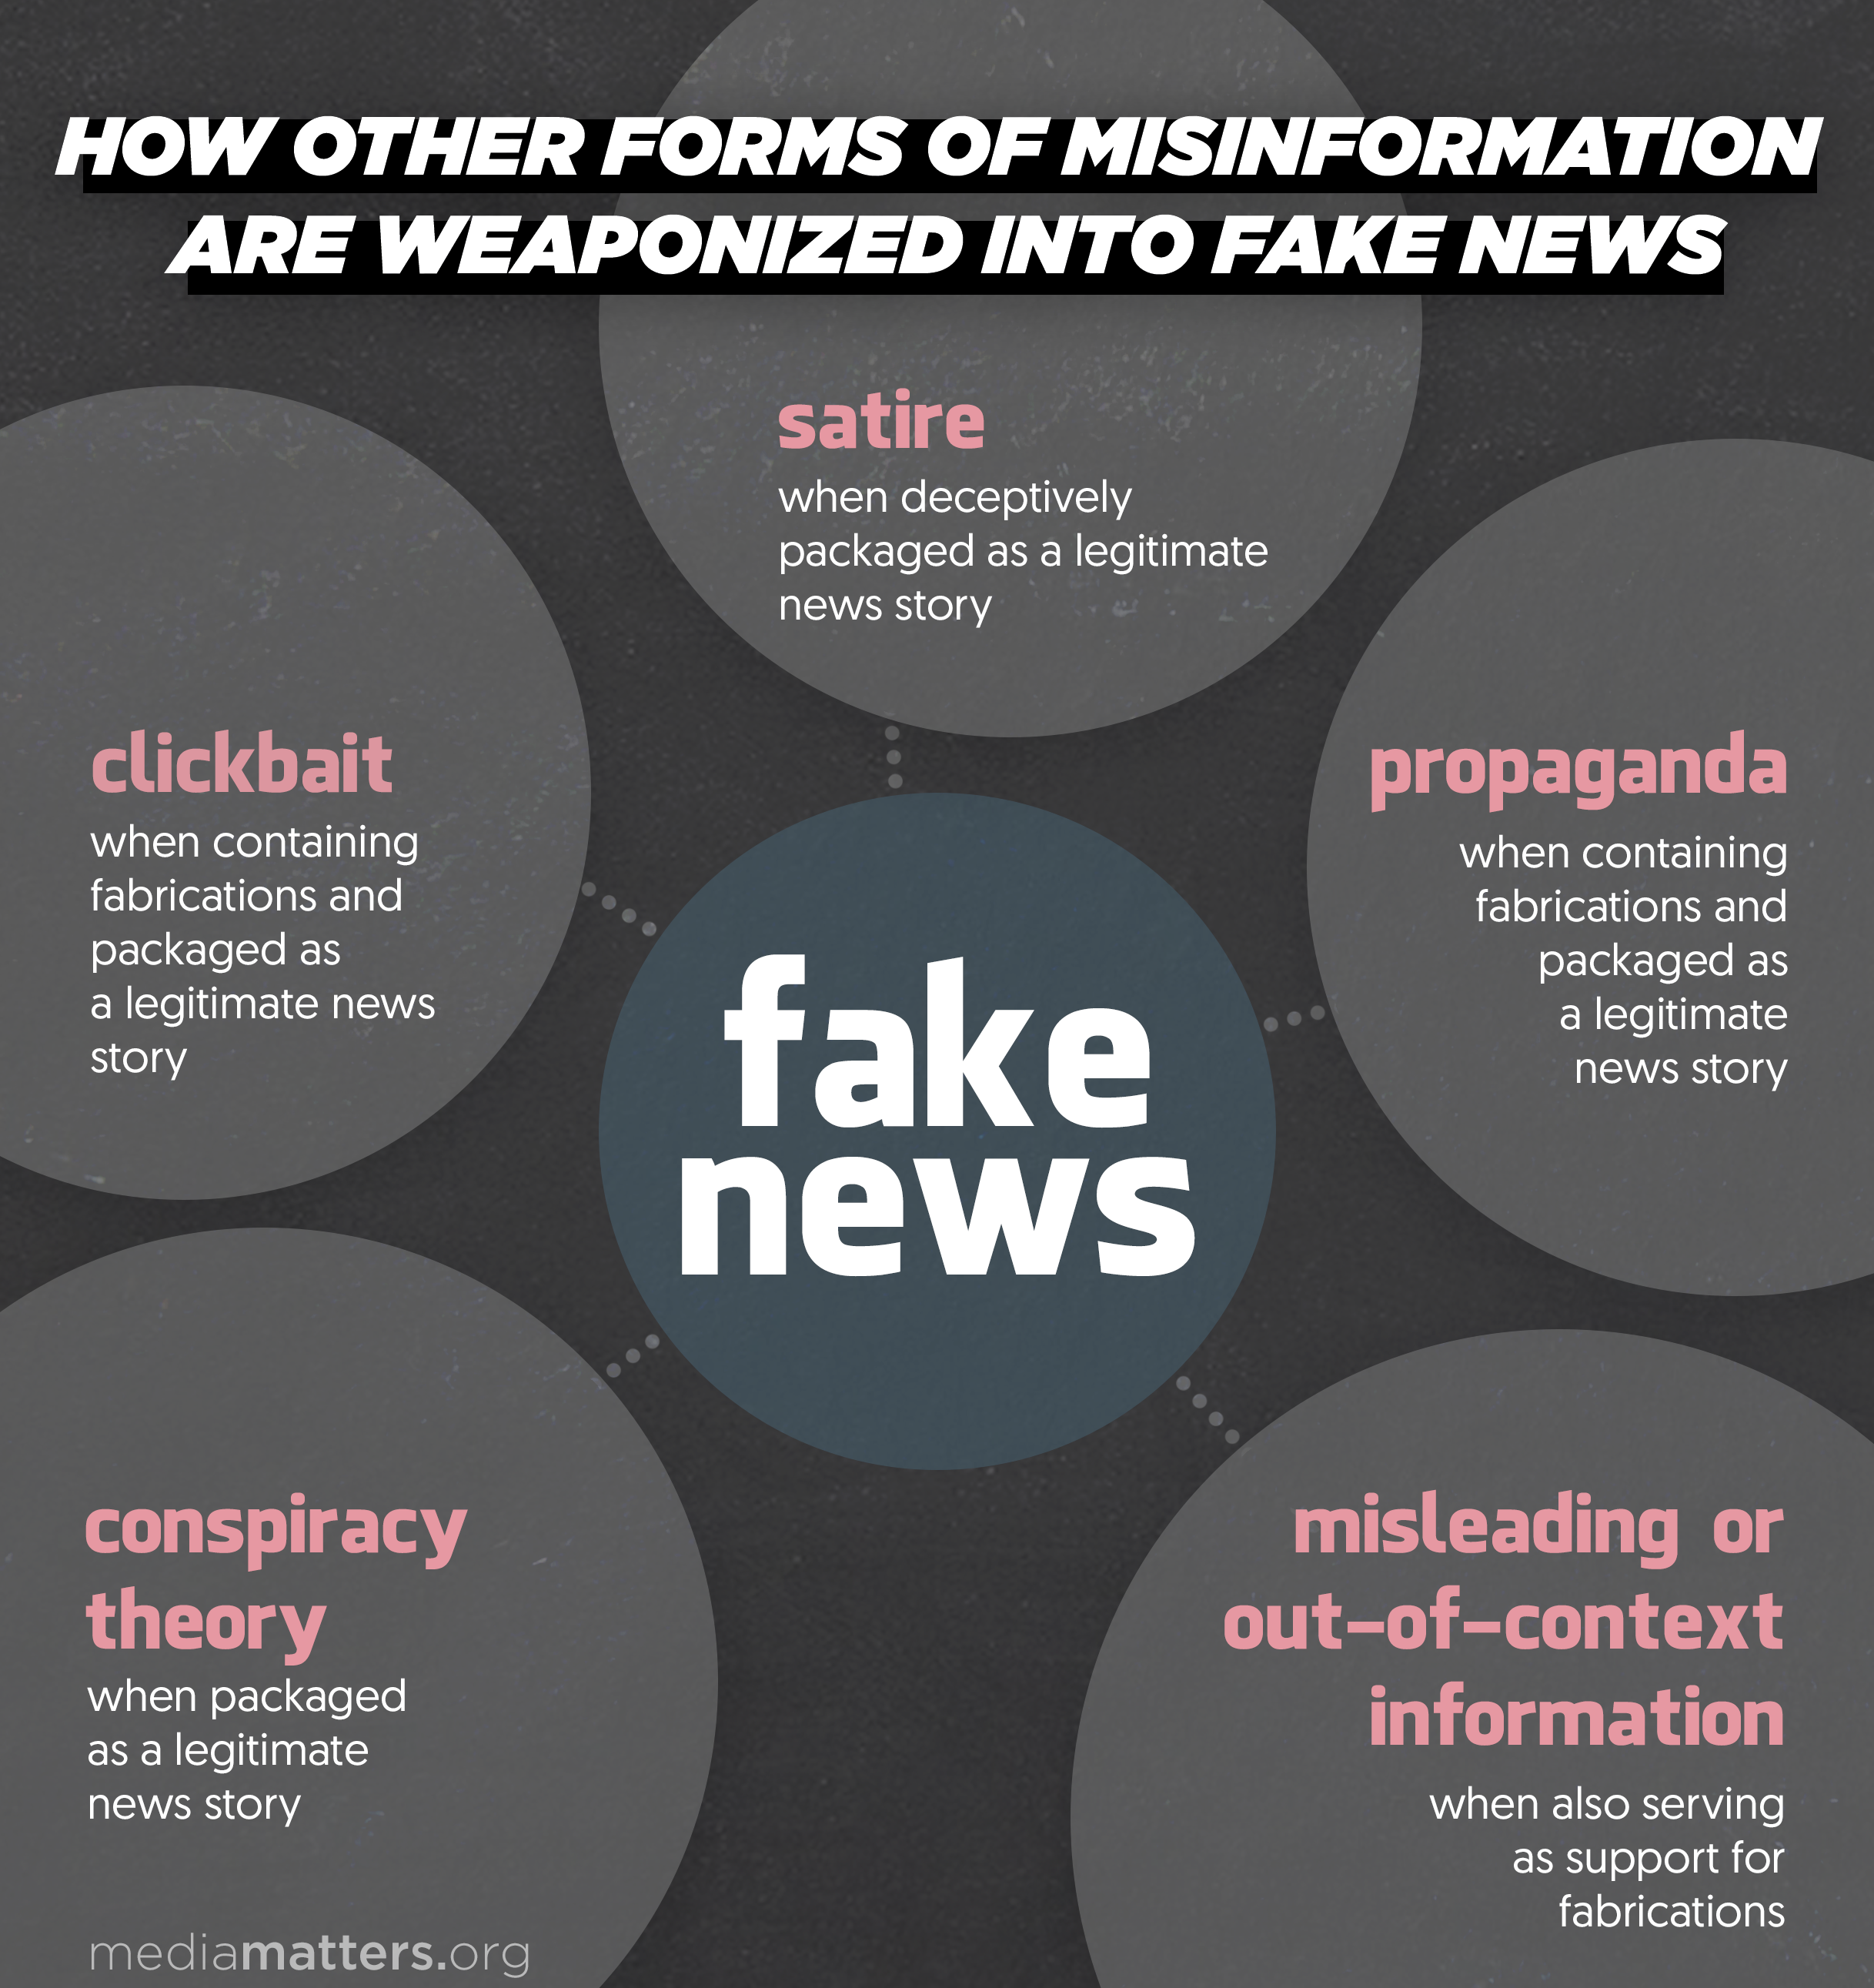 HOW OTHER FORMS OF MISINFORMATION
ARE WEAPONIZED INTO FAKE NEWS
satire
when deceptively
packaged as a legitimate
news story
clickbait
when containing
fabrications and
packaged as
a legitimate news
story
propaganda
when containing
fabrications and
packaged as
a legitimate
news story
fake
news
conspiracy
theory
when packaged
as a legitimate
news story
misleading or
out-of-context
information
when also serving
as support for
fabrications
mediamatters.org